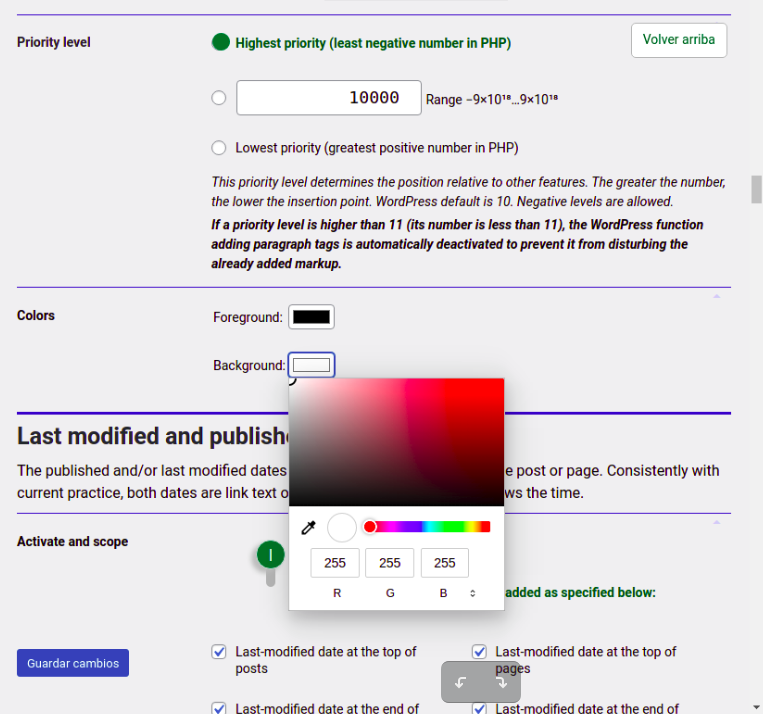 Priority level
Highest priority (least negative number in PHP)
Volver arriba
10000
Range −9×10¹⁸…9×10¹⁸
Lowest priority (greatest positive number in PHP)
This priority level determines the position relative to other features. The greater the number,
the lower the insertion point. WordPress default is 10. Negative levels are allowed.
If a priority level is higher than 11 (its number is less than 11), the WordPress function
adding paragraph tags is automatically deactivated to prevent it from disturbing the
already added markup.
Colors
Foreground:
Background:
Last modified and publish
The published and/or last modified dates
e post or page. Consistently with
current practice, both dates are link text o
ws the time.
Activate and scope
255
255
255
R
G
B
added as specified below:
Guardar cambios
Last-modified date at the top of
posts
Last-modified date at the top of
pages
Last-modified date at the end of
Last-modified date at the end of